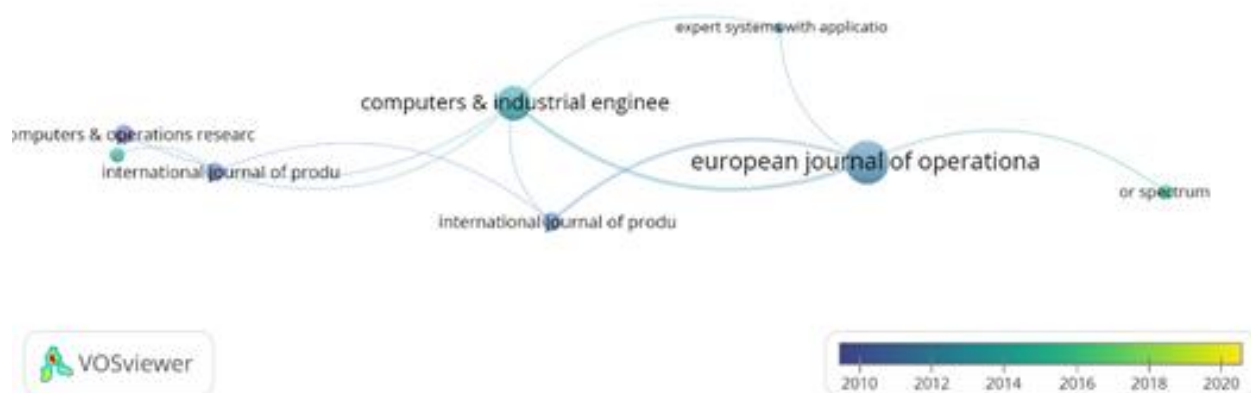 expert systems with applicatio
computers & industrial enginee
omputers & operations researc
european journal of operationa
international journal of produ
or spectrum
international journal of produ
VOSviewer
2010 2012 2014 2016 2018 2020